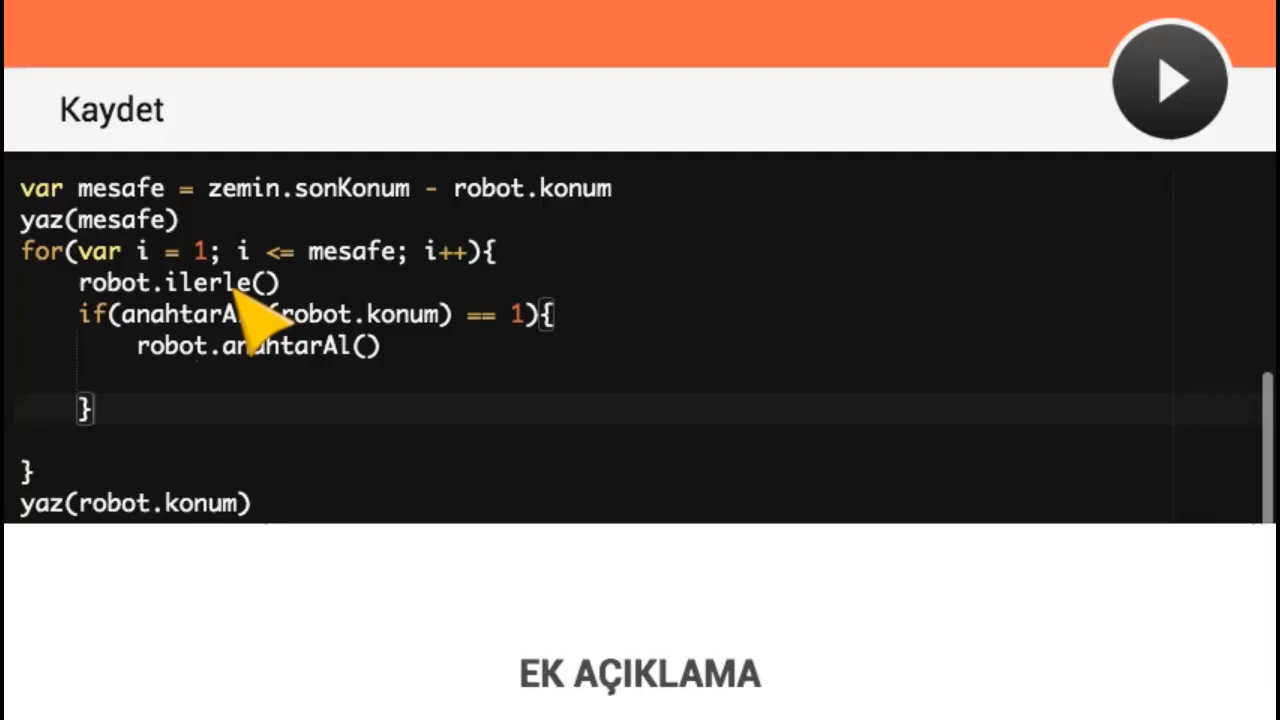 Kaydet
var mesafe = zemin.sonKonum - robot.konum
yaz(mesafe)
for(var i = 1; i <= mesafe; i++){
robot.ilerle()
if( (robot.konum) == 1){
robot.anahtarAl()
}
}
yaz(robot.konum)
EK AÇIKLAMA